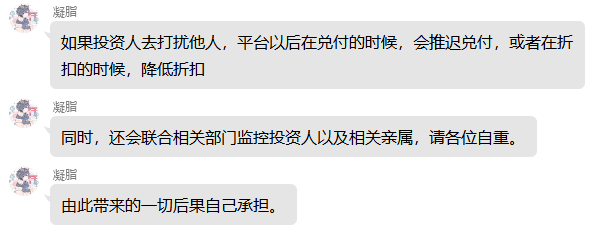 凝脂
如果投资人去打扰他人，平台以后在兑付的时候，会推迟兑付，或者在折
扣的时候，降低折扣
凝脂
同时，还会联合相关部门监控投资人以及相关亲属，请各位自重。
凝脂
由此带来的一切后果自己承担。